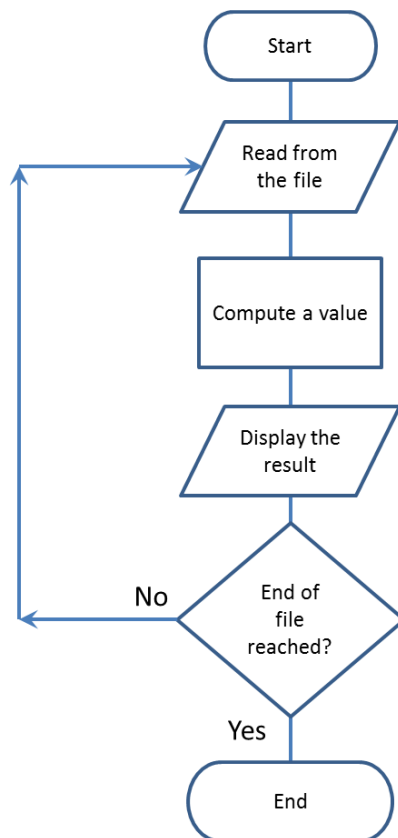 Start
Read from
the file
Compute a value
Display the
result
No
End of
file
reached?
Yes
End